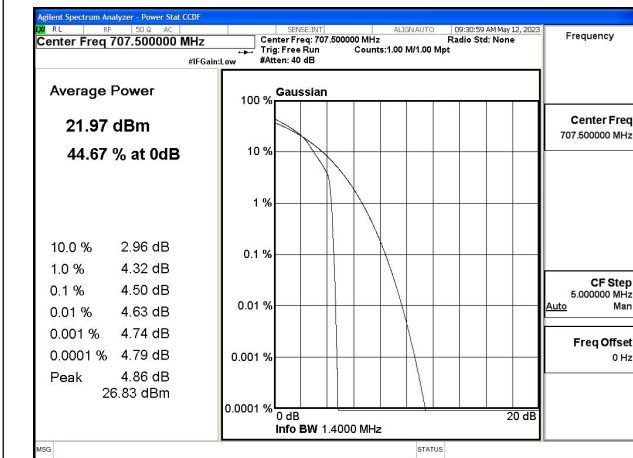 Agilent Spectrum Analyzer - Power Stat CCDF
RL RF 50 Ω AC SENSE:INT ALIGN AUTO 09:30:59 AM May 12, 2023
Center Freq 707.500000 MHz
Center Freq: 707.500000 MHz Radio Std: None
Trig: Free Run Counts:1.00 M/1.00 Mpt
#IFGain:Low #Atten: 40 dB
Frequency
Average Power
21.97 dBm
44.67 % at 0dB
10.0 % 2.96 dB
1.0 % 4.32 dB
0.1 % 4.50 dB
0.01 % 4.63 dB
0.001 % 4.74 dB
0.0001 % 4.79 dB
Peak 4.86 dB
26.83 dBm
Gaussian
100 %
10 %
1 %
0.1 %
0.01 %
0.001 %
0.0001 %
0 dB 20 dB
Info BW 1.4000 MHz
Center Freq
707.500000 MHz
CF Step
5.000000 MHz
Auto Man
Freq Offset
0 Hz
MSG STATUS